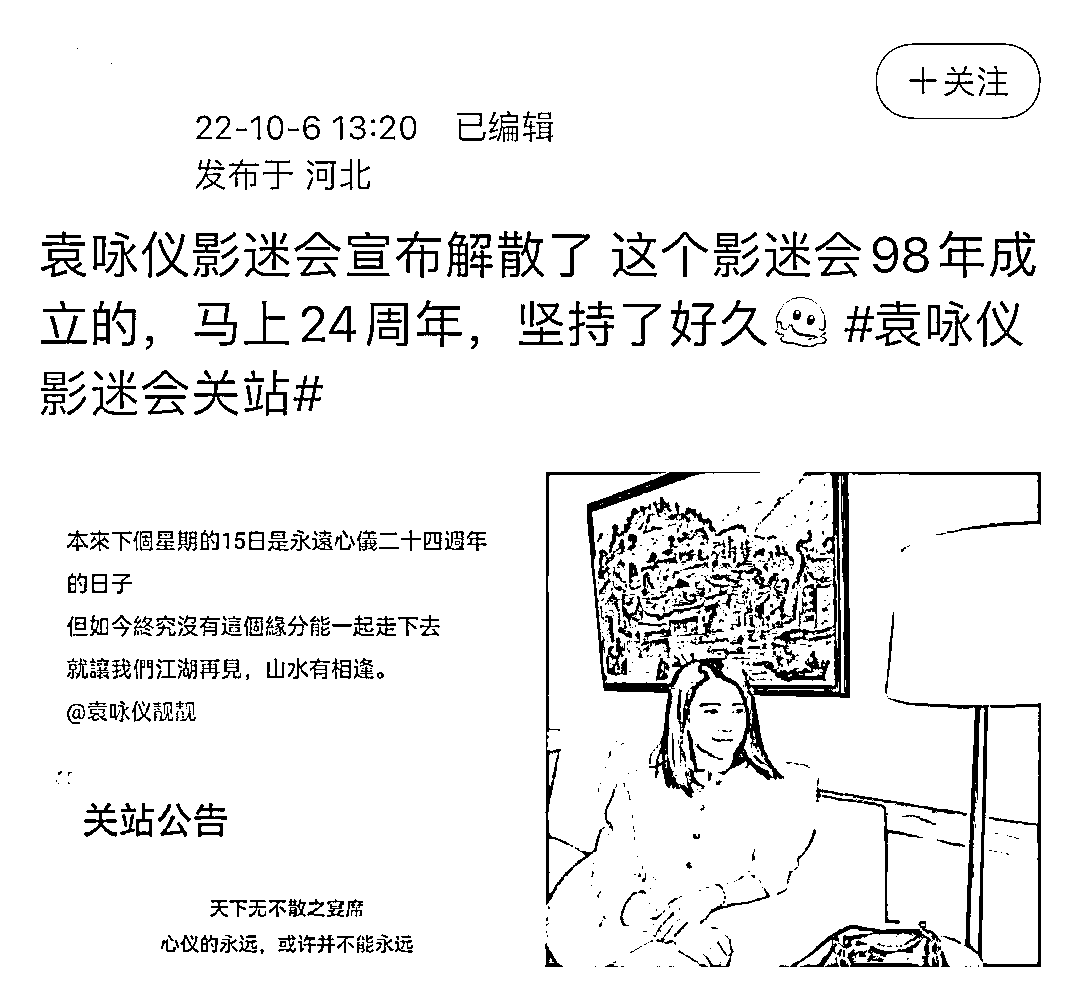 +关注
22-10-6 13:20 已编辑
发布于 河北
袁咏仪影迷会宣布解散了 这个影迷会98年成
立的，马上24周年，坚持了好久 #袁咏仪
影迷会关站#
本來下個星期的15日是永遠心儀二十四週年
的日子
但如今終究沒有這個緣分能一起走下去
就讓我們江湖再見，山水有相逢。
@袁咏仪靓靓
关站公告
天下无不散之宴席
心仪的永远，或许并不能永远